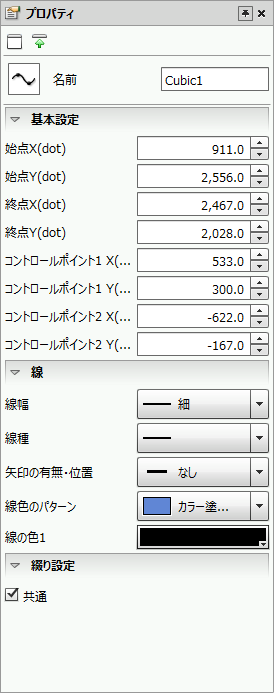 プロパティ
名前 Cubic1
基本設定
始点X(dot) 911.0
始点Y(dot) 2,556.0
終点X(dot) 2,467.0
終点Y(dot) 2,028.0
コントロールポイント1 X(... 533.0
コントロールポイント1 Y(... 300.0
コントロールポイント2 X(... -622.0
コントロールポイント2 Y(... -167.0
線
線幅 細
線種
矢印の有無・位置 なし
線色のパターン カラー塗...
線の色1
綴り設定
共通